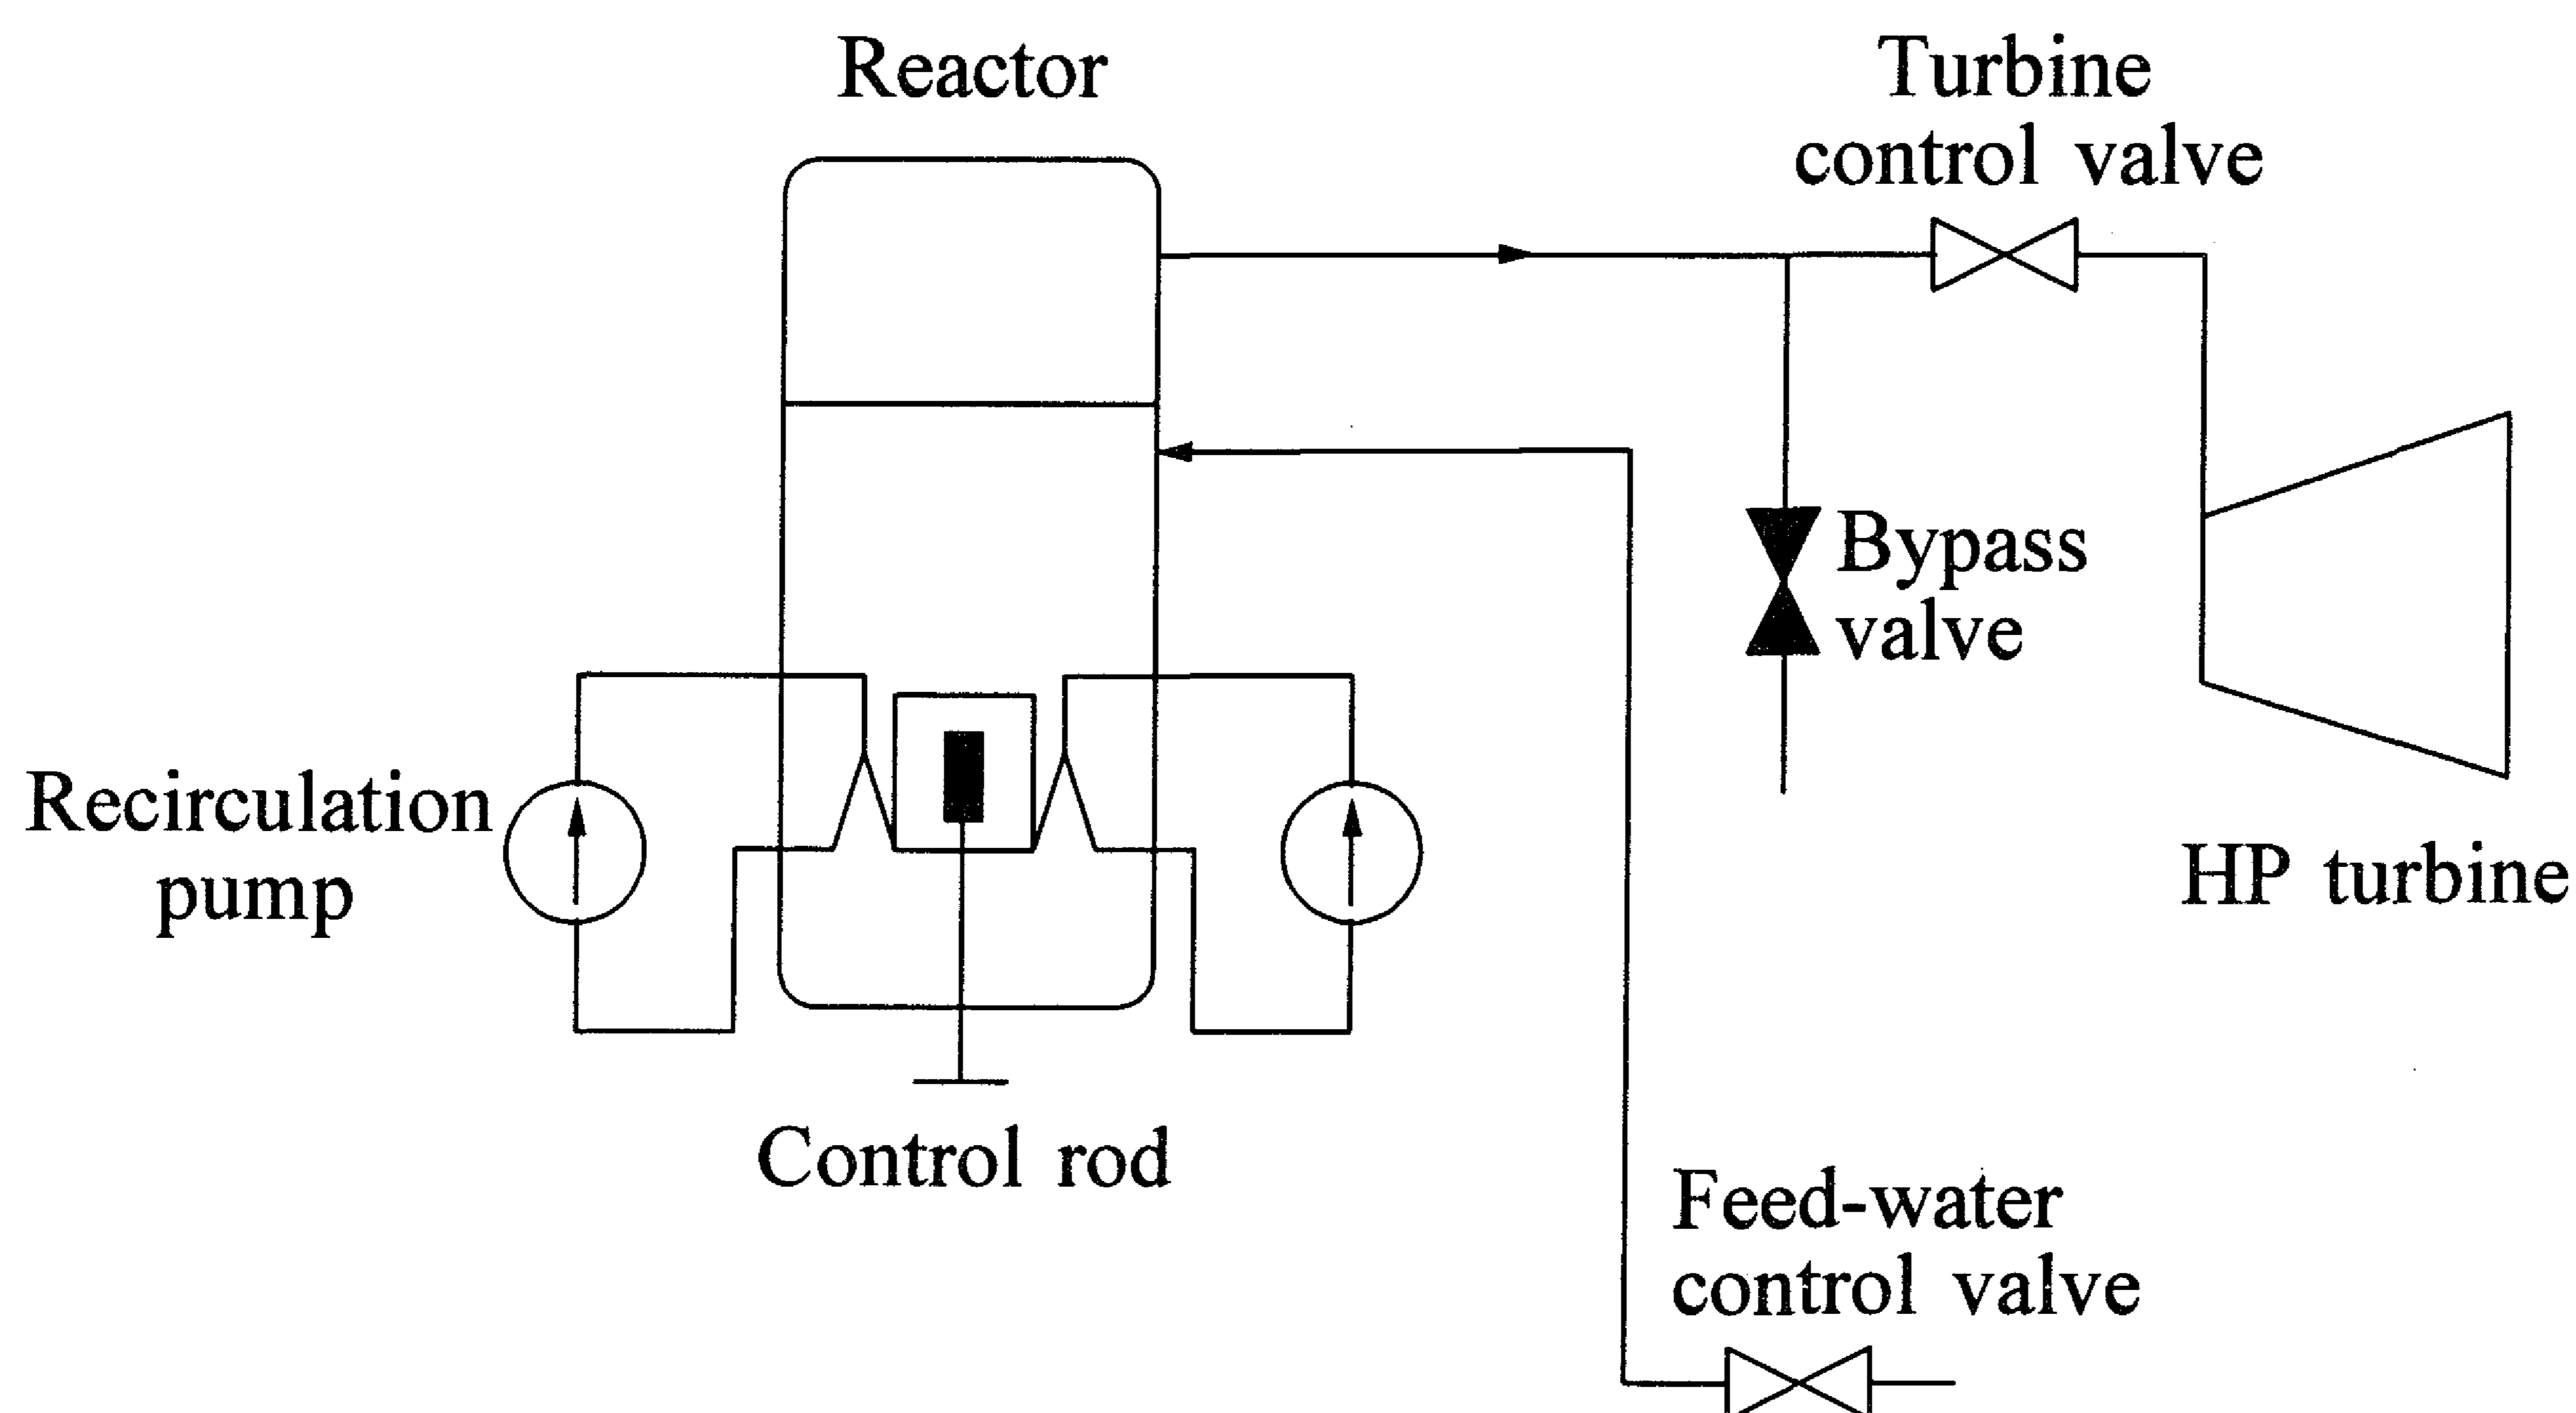 Reactor
Turbine
control valve
Bypass
valve
Recirculation
pump
HP turbine
Control rod
Feed-water
control valve